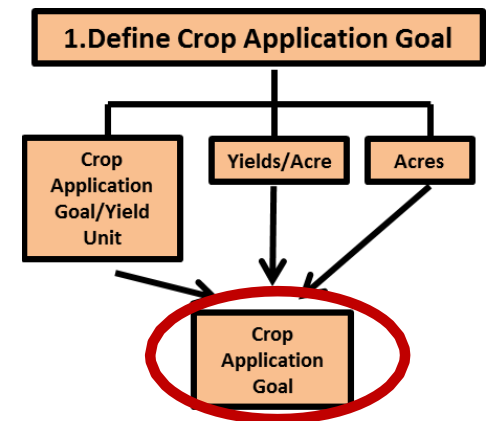 1.Define Crop Application Goal
Crop
Application
Goal/Yield
Unit
Yields/Acre
Acres
Crop
Application
Goal